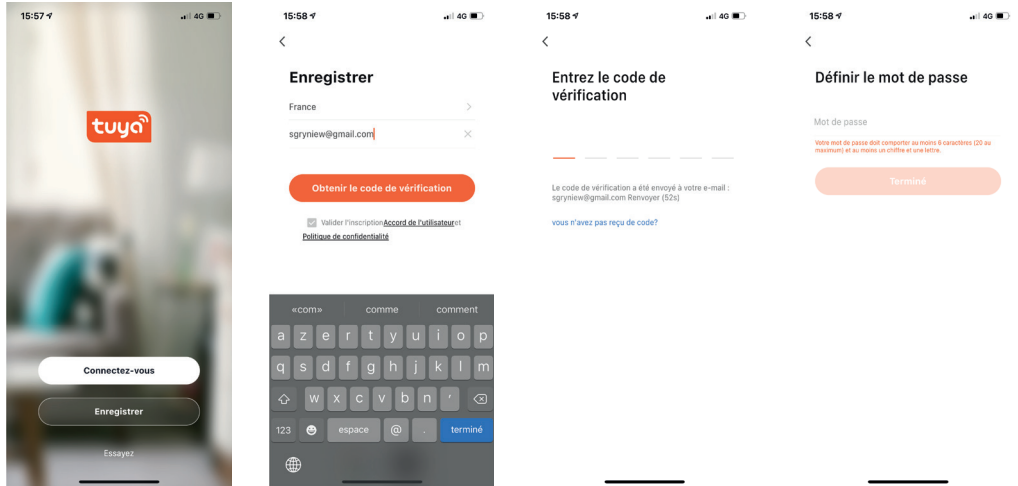 15:57
4G
tuya
Connectez-vous
Enregistrer
Essayez
15:58
4G
Enregistrer
France
sgryniew@gmail.com
Obtenir le code de vérification
Valider l'inscriptionAccord de l'utilisateuret
Politique de confidentialité
«com» comme comment
a z e r t y u i o p
q s d f g h j k l m
w x c v b n '
123 espace @ . terminé
15:58
4G
Entrez le code de
vérification
Le code de vérification a été envoyé à votre e-mail :
sgryniew@gmail.com Renvoyer (52s)
vous n'avez pas reçu de code?
15:58
4G
Définir le mot de passe
Mot de passe
Votre mot de passe doit comporter au moins 6 caractères (20 au
maximum) et au moins un chiffre et une lettre.
Terminé